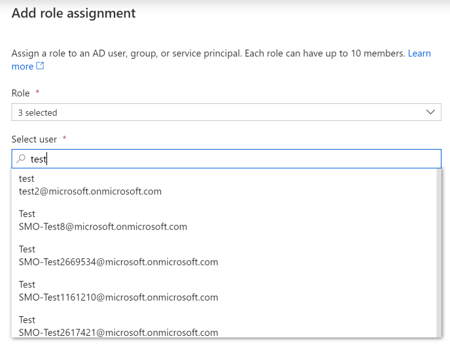 Add role assignment
Assign a role to an AD user, group, or service principal. Each role can have up to 10 members. Learn
more
Role *
3 selected
Select user *
test
test
test2@microsoft.onmicrosoft.com
Test
SMO-Test8@microsoft.onmicrosoft.com
Test
SMO-Test2669534@microsoft.onmicrosoft.com
Test
SMO-Test1161210@microsoft.onmicrosoft.com
Test
SMO-Test2617421@microsoft.onmicrosoft.com